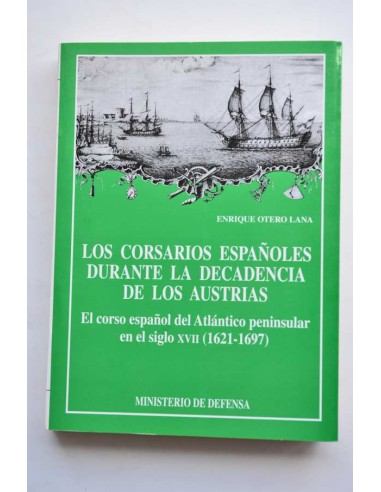 ENRIQUE OTERO LANA
LOS CORSARIOS ESPAÑOLES
DURANTE LA DECADENCIA
DE LOS AUSTRIAS
El corso español del Atlántico peninsular
en el siglo XVII (1621-1697)
MINISTERIO DE DEFENSA